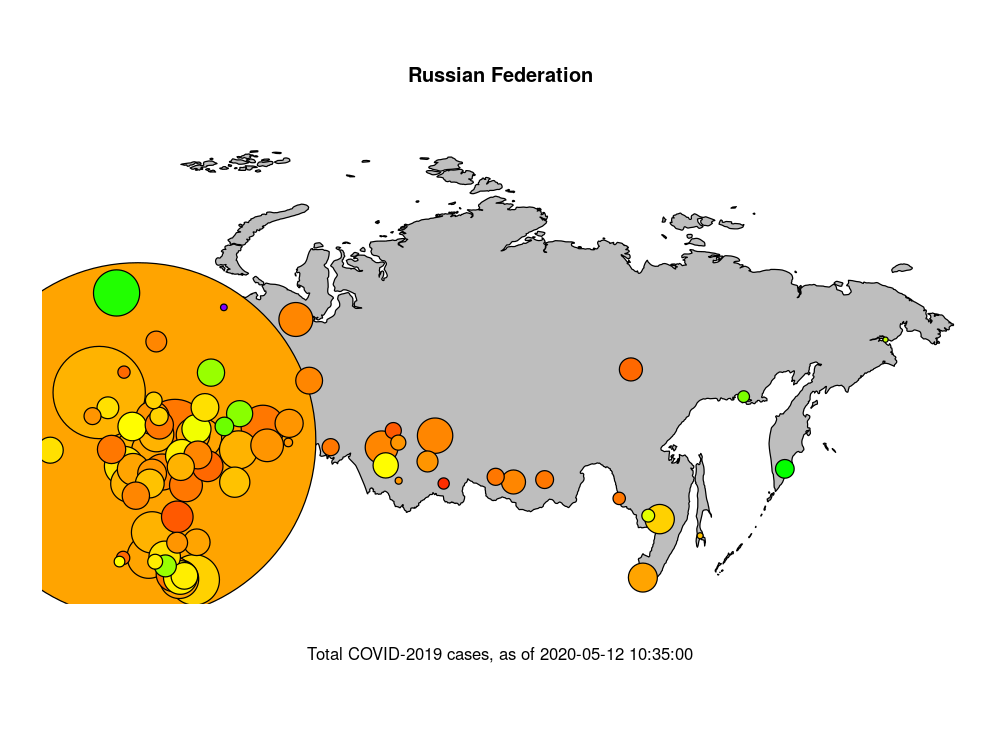 Russian Federation
Total COVID-2019 cases, as of 2020-05-12 10:35:00